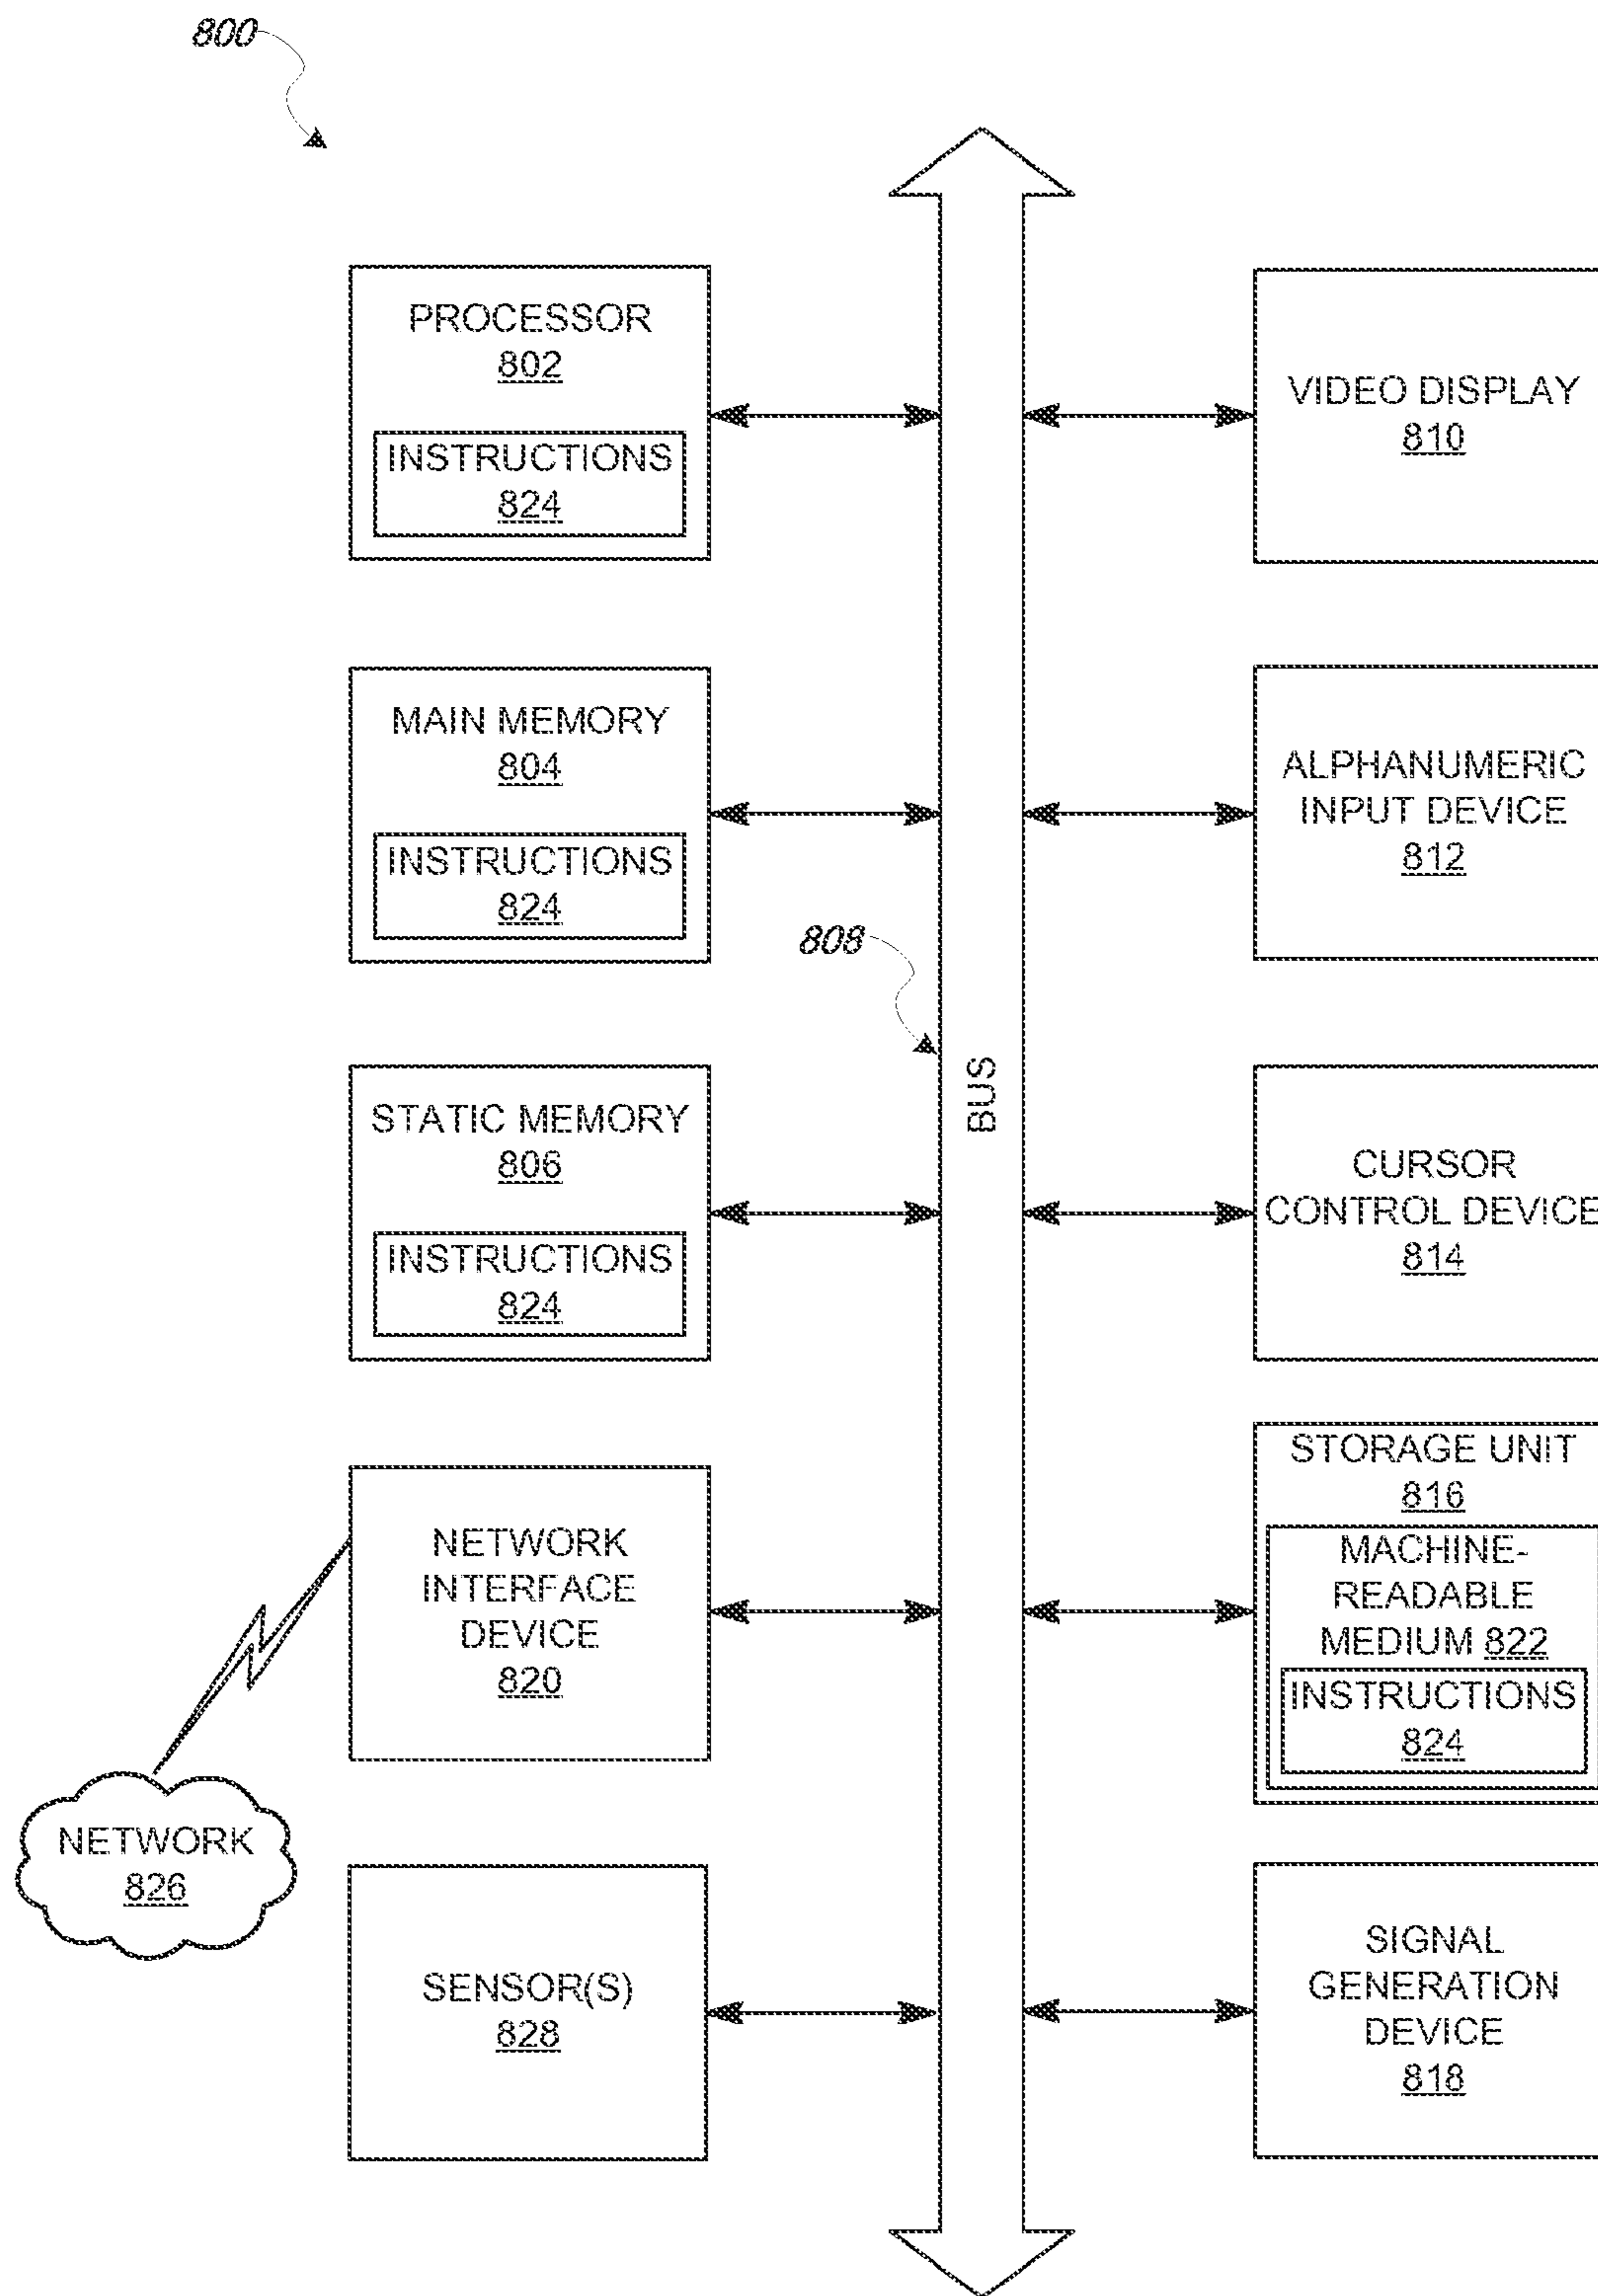 800
PROCESSOR
802
INSTRUCTIONS
824
VIDEO DISPLAY
810
MAIN MEMORY
804
INSTRUCTIONS
824
ALPHANUMERIC
INPUT DEVICE
812
808
BUS
STATIC MEMORY
806
INSTRUCTIONS
824
CURSOR
CONTROL DEVICE
814
NETWORK
INTERFACE
DEVICE
820
STORAGE UNIT
816
MACHINE-
READABLE
MEDIUM 822
INSTRUCTIONS
824
NETWORK
826
SENSOR(S)
828
SIGNAL
GENERATION
DEVICE
818